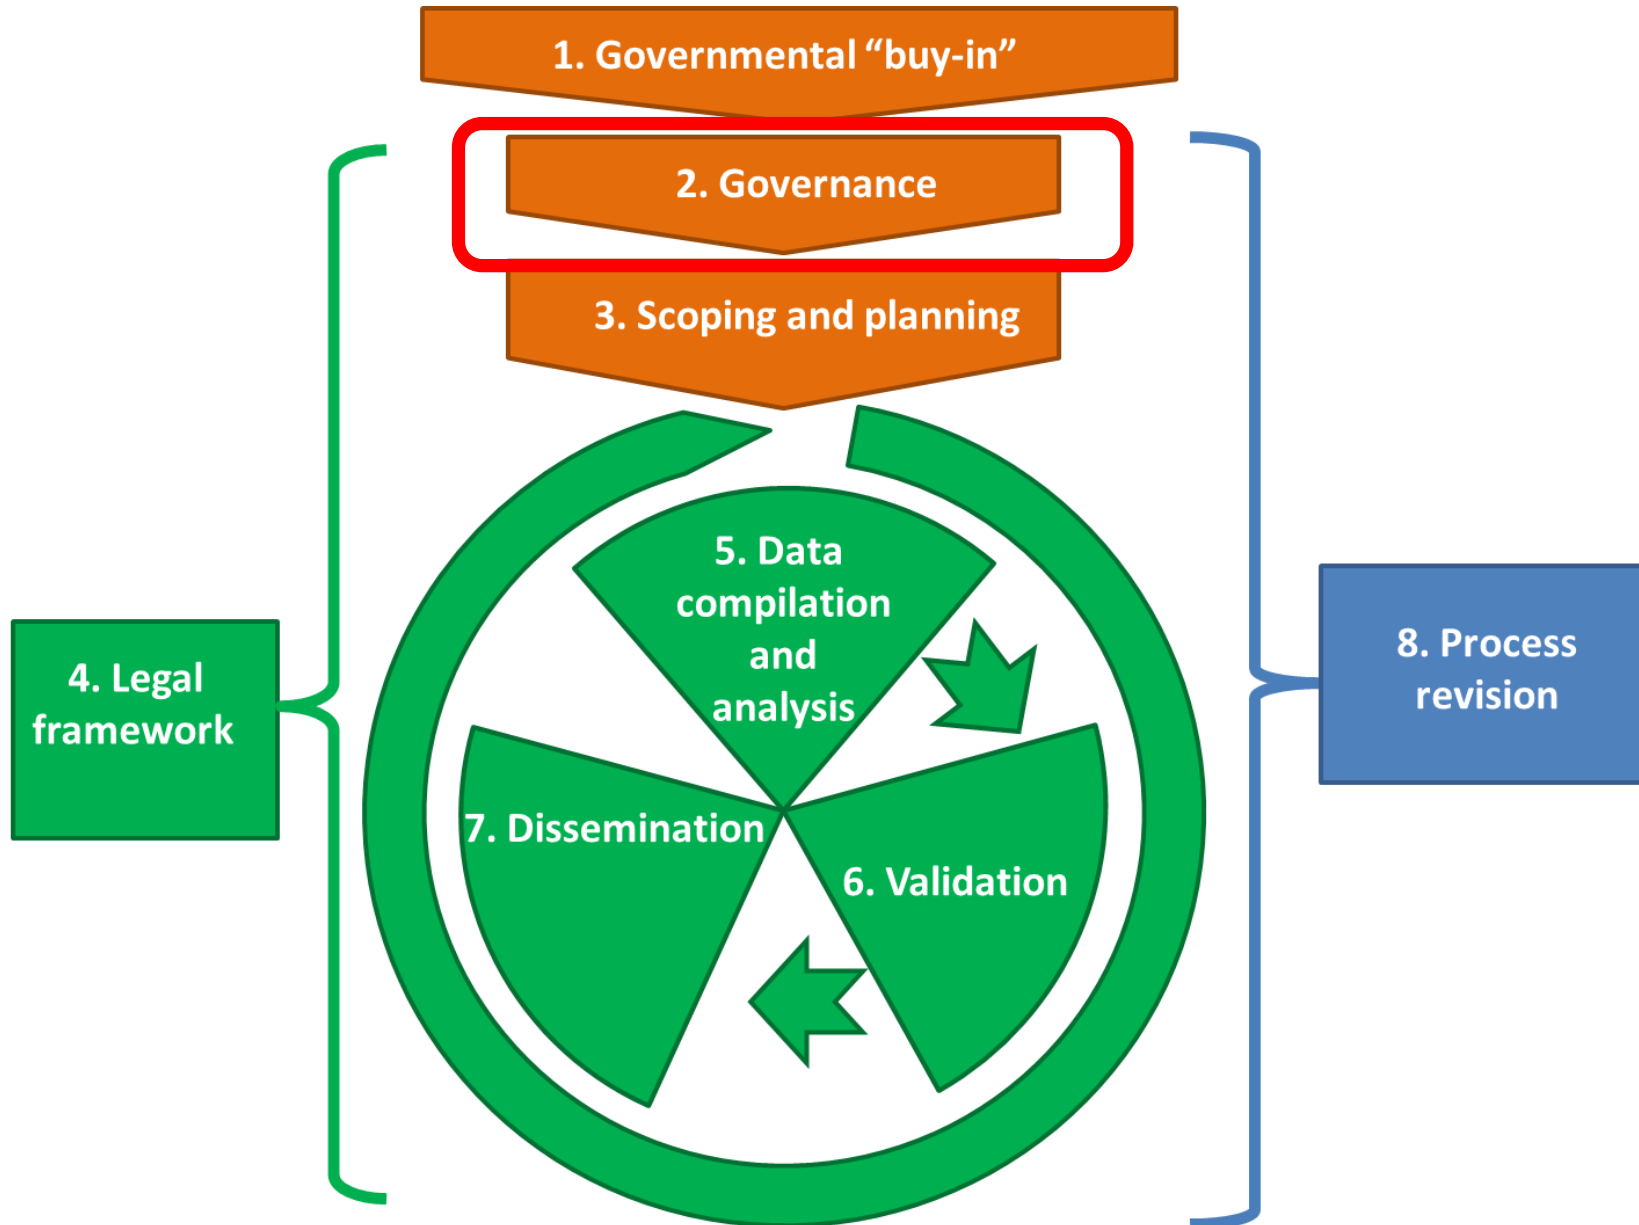 1. Governmental “buy-in”
2. Governance
3. Scoping and planning
4. Legal
framework
5. Data
compilation
and
analysis
6. Validation
7. Dissemination
8. Process
revision